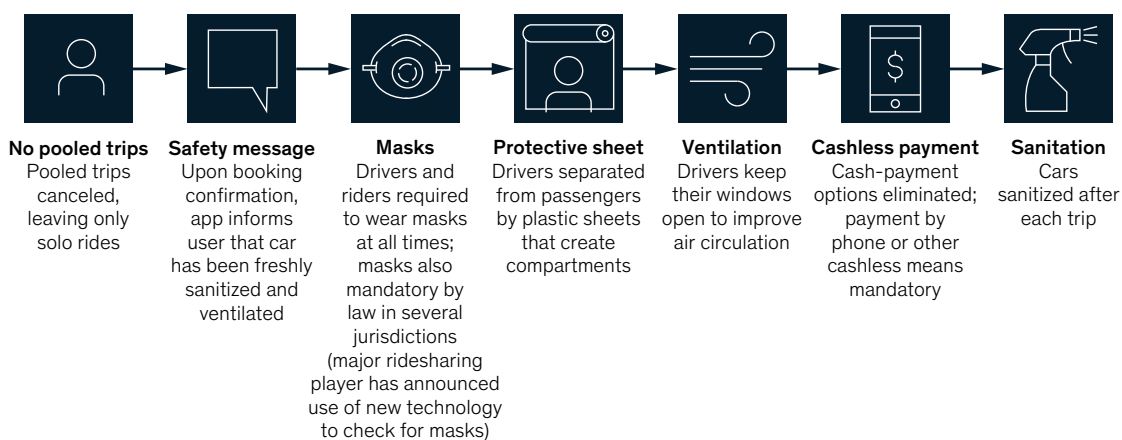 $
No pooled trips
Pooled trips
canceled,
leaving only
solo rides
Safety message
Upon booking
confirmation,
app informs
user that car
has been freshly
sanitized and
ventilated
Masks
Drivers and
riders required
to wear masks
at all times;
masks also
mandatory by
law in several
jurisdictions
(major ridesharing
player has announced
use of new technology
to check for masks)
Protective sheet
Drivers separated
from passengers
by plastic sheets
that create
compartments
Ventilation
Drivers keep
their windows
open to improve
air circulation
Cashless payment
Cash-payment
options eliminated;
payment by
phone or other
cashless means
mandatory
Sanitation
Cars
sanitized after
each trip